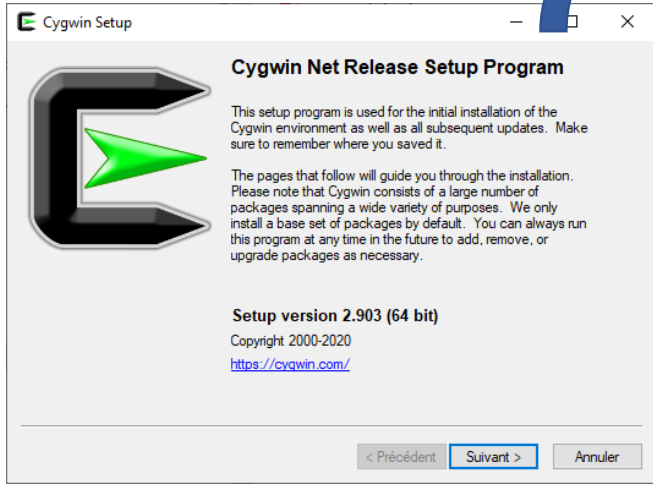 Cygwin Setup
Cygwin Net Release Setup Program
This setup program is used for the initial installation of the
Cygwin environment as well as all subsequent updates. Make
sure to remember where you saved it.
The pages that follow will guide you through the installation.
Please note that Cygwin consists of a large number of
packages spanning a wide variety of purposes. We only
install a base set of packages by default. You can always run
this program at any time in the future to add, remove, or
upgrade packages as necessary.
Setup version 2.903 (64 bit)
Copyright 2000-2020
https://cygwin.com/
< Précédent Suivant > Annuler